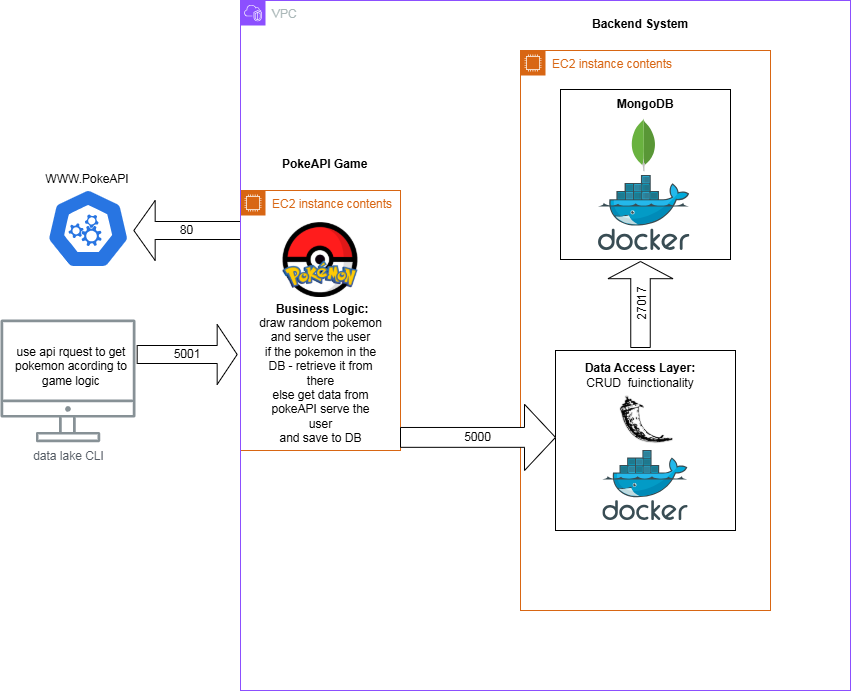 VPC
Backend System
EC2 instance contents
MongoDB
docker
PokeAPI Game
WWW.PokeAPI
EC2 instance contents
80
Pokémon
Business Logic:
draw random pokemon
and serve the user
if the pokemon in the
DB - retrieve it from
there
else get data from
pokeAPI serve the
user
and save to DB
use api rquest to get
pokemon acording to
game logic
data lake CLI
5001
5000
27017
Data Access Layer:
CRUD fuinctionality
docker